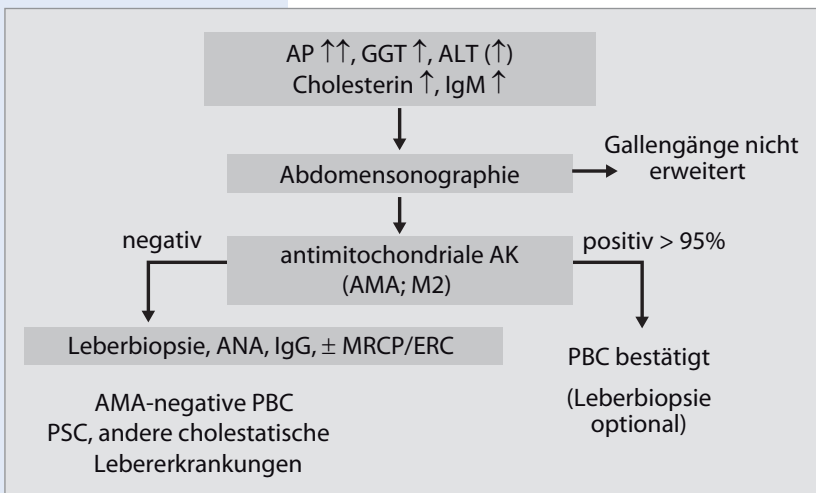 AP ↑↑, GGT ↑, ALT (↑)
Cholesterin ↑, IgM ↑
Abdomensonographie
Gallengänge nicht
erweitert
negativ
antimitochondriale AK
(AMA; M2)
positiv > 95%
Leberbiopsie, ANA, IgG, ± MRCP/ERC
AMA-negative PBC
PSC, andere cholestatische
Lebererkrankungen
PBC bestätigt
(Leberbiopsie
optional)